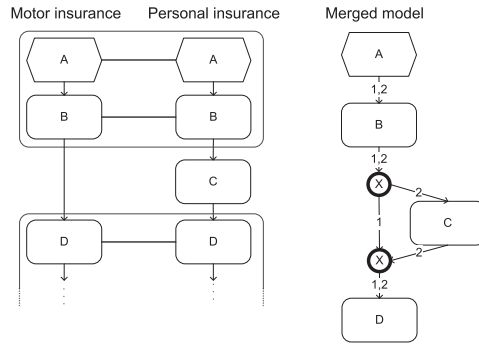 Motor insurance Personal insurance Merged model
A A A
1,2
B B B
1,2
X
2
C 1 C
2
X
D D 1,2
D